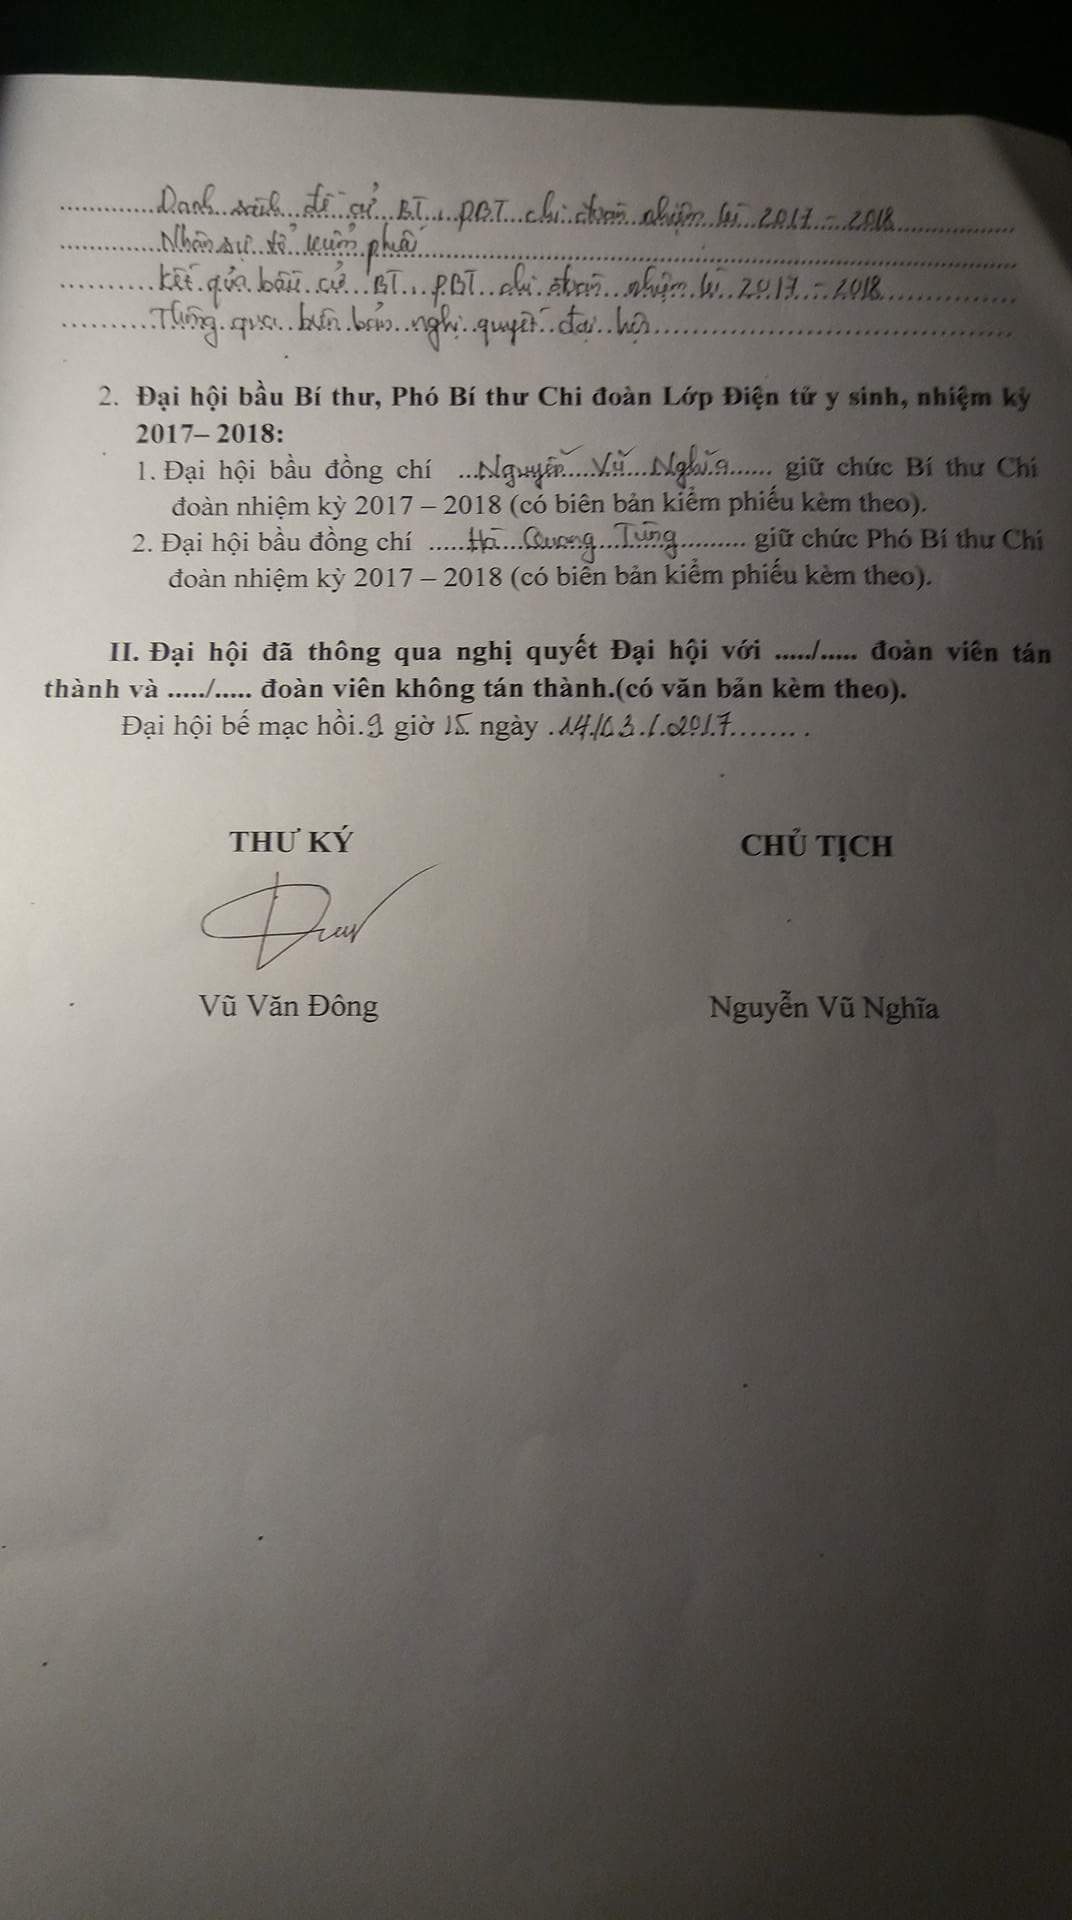 Danh sách đề cử BT, PBT chi đoàn nhiệm kì 2017 - 2018
Nhân sự tổ kiểm phiếu
Kết qủa bầu cử BT, PBT chi đoàn nhiệm kì 2017 - 2018
Thông qua biên bản nghị quyết đại hội
2. Đại hội bầu Bí thư, Phó Bí thư Chi đoàn Lớp Điện tử y sinh, nhiệm kỳ
2017– 2018:
1. Đại hội bầu đồng chí ...Nguyễn....Vũ...Nghĩa...... giữ chức Bí thư Chi
đoàn nhiệm kỳ 2017 – 2018 (có biên bản kiểm phiếu kèm theo).
2. Đại hội bầu đồng chí ......Hà...Quang...Tùng.......... giữ chức Phó Bí thư Chi
đoàn nhiệm kỳ 2017 – 2018 (có biên bản kiểm phiếu kèm theo).
II. Đại hội đã thông qua nghị quyết Đại hội với ...../..... đoàn viên tán
thành và ...../..... đoàn viên không tán thành.(có văn bản kèm theo).
Đại hội bế mạc hồi.9 giờ 15. ngày .14/03/2017........
THƯ KÝ CHỦ TỊCH
Vũ Văn Đông Nguyễn Vũ Nghĩa